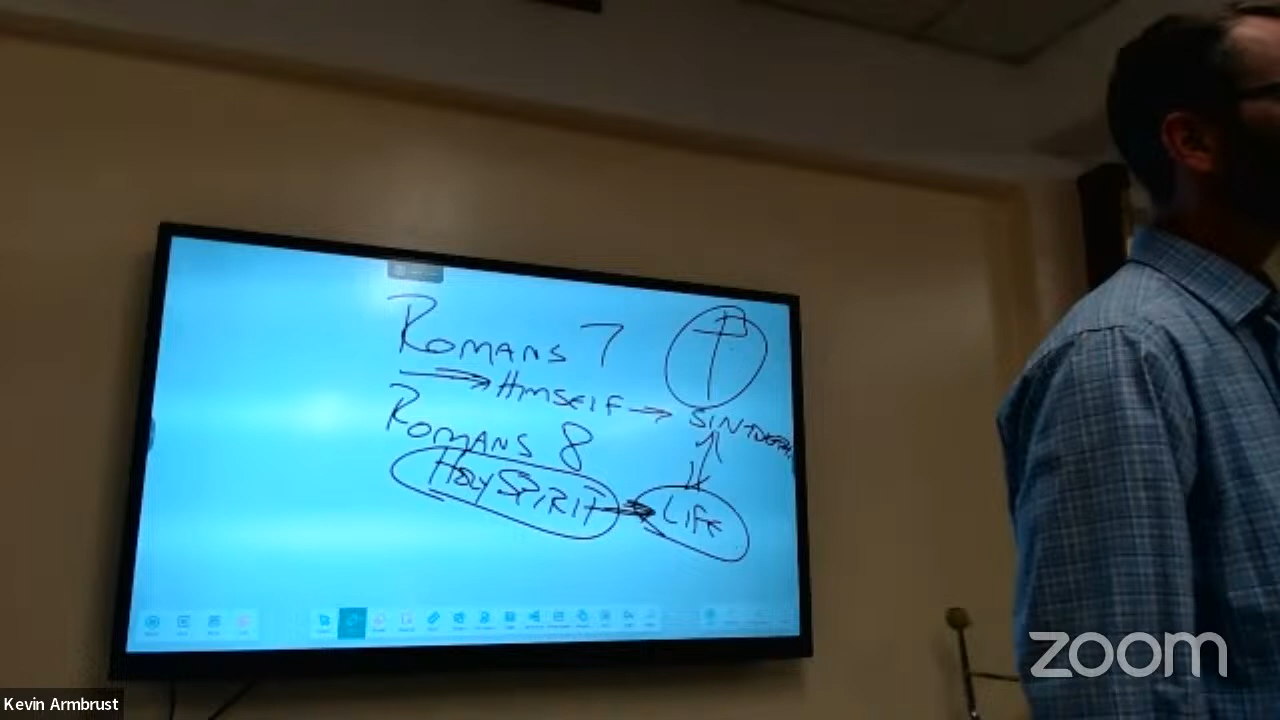 ROMANS 7
HIMSELF → SIN
ROMANS 8
HOLY SPIRIT → LIFE
zoom
Kevin Armbrust